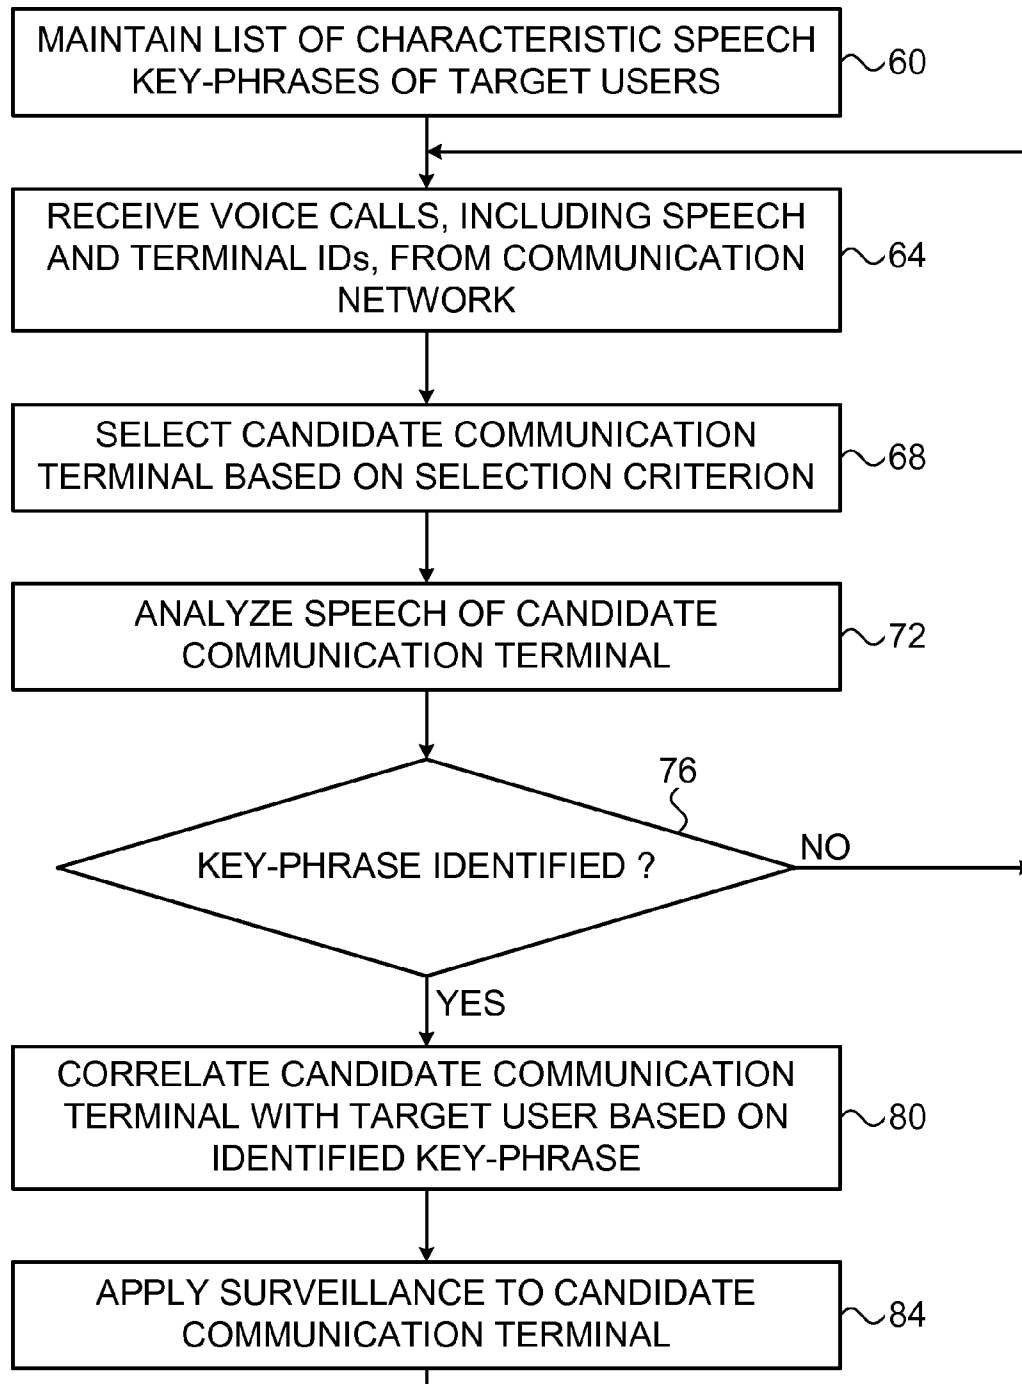 MAINTAIN LIST OF CHARACTERISTIC SPEECH
KEY-PHRASES OF TARGET USERS
60
RECEIVE VOICE CALLS, INCLUDING SPEECH
AND TERMINAL IDs, FROM COMMUNICATION
NETWORK
64
SELECT CANDIDATE COMMUNICATION
TERMINAL BASED ON SELECTION CRITERION
68
ANALYZE SPEECH OF CANDIDATE
COMMUNICATION TERMINAL
72
76
KEY-PHRASE IDENTIFIED ?
NO
YES
CORRELATE CANDIDATE COMMUNICATION
TERMINAL WITH TARGET USER BASED ON
IDENTIFIED KEY-PHRASE
80
APPLY SURVEILLANCE TO CANDIDATE
COMMUNICATION TERMINAL
84